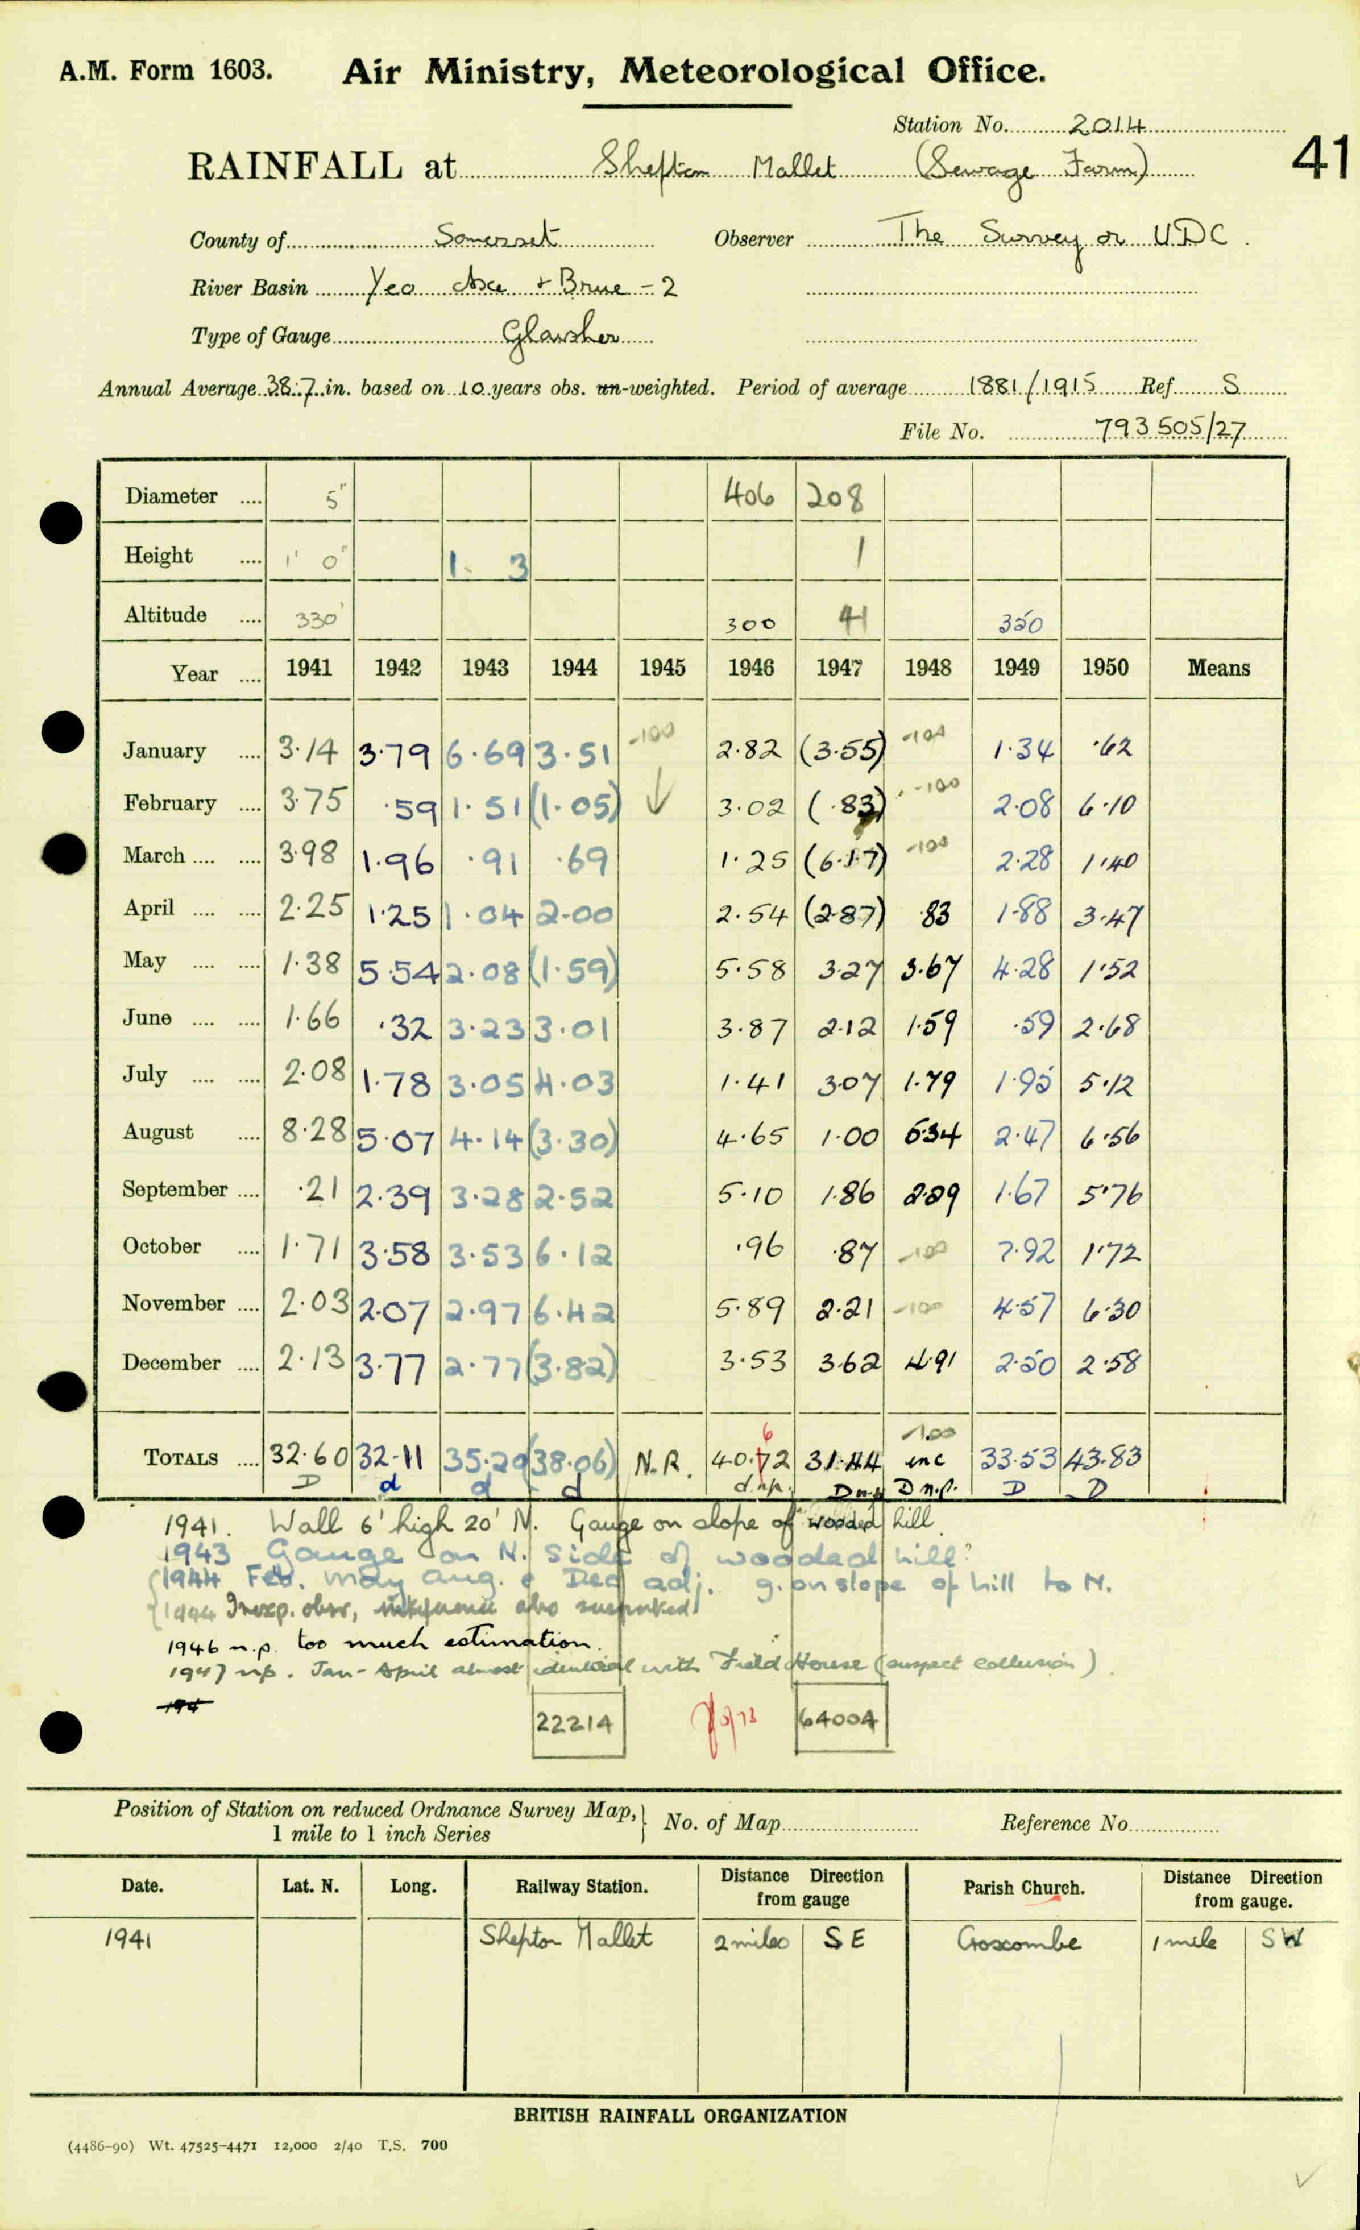 A.M. Form 1603. Air Ministry, Meteorological Office.
Station No. 2014
41
RAINFALL at Shepton Mallet (Sewage Farm)
County of Somerset Observer The Surveyor UDC.
River Basin Yeo Axe + Brue - 2
Type of Gauge Glaisher
Annual Average 38.7 in. based on 10 years obs. un-weighted. Period of average 1881/1915 Ref S
File No. 793505/27
Diameter 5" 406 208
Height 1' 0" 1 3 1
Altitude 330' 300 41 350
Year 1941 1942 1943 1944 1945 1946 1947 1948 1949 1950 Means
January 3.14 3.79 6.69 3.51 -100 2.82 (3.55) -100 1.34 .62
February 3.75 .59 1.51 (1.05) ↓ 3.02 (.83) -100 2.08 6.10
March 3.98 1.96 .91 .69 1.25 (6.17) -100 2.28 1.40
April 2.25 1.25 1.04 2.00 2.54 (2.87) .83 1.88 3.47
May 1.38 5.54 2.08 (1.59) 5.58 3.27 3.67 4.28 1.52
June 1.66 .32 3.23 3.01 3.87 2.12 1.59 .59 2.68
July 2.08 1.78 3.05 4.03 1.41 3.07 1.79 1.95 5.12
August 8.28 5.07 4.14 (3.30) 4.65 1.00 5.34 2.47 6.56
September .21 2.39 3.28 2.52 5.10 1.86 2.29 1.67 5.76
October 1.71 3.58 3.53 6.12 .96 .87 -100 7.92 1.72
November 2.03 2.07 2.97 6.42 5.89 2.21 -100 4.57 6.30
December 2.13 3.77 2.77 (3.82) 3.53 3.62 4.91 2.50 2.58
6 -100
TOTALS 32.60 32.11 35.20 (38.06) N.R. 40.72 31.44 inc 33.53 43.83
D d d d d.n.p. D n.p D n.p. D D
1941. Wall 6' high 20' N. Gauge on slope of wooded hill.
1943 Gauge on N. side of wooded hill?
1944 Feb. May Aug. & Dec adj. g. on slope of hill to N.
1944 Inexp. obsr, interference also suspected
1946 n.p. too much estimation.
1947 n.p. Jan - April almost identical with Field House (suspect collusion).
194
22214 64004
Position of Station on reduced Ordnance Survey Map, 1 mile to 1 inch Series No. of Map Reference No.
Date. Lat. N. Long. Railway Station. Distance Direction from gauge Parish Church. Distance Direction from gauge.
1941 Shepton Mallet 2 miles SE Croscombe 1 mile SW
BRITISH RAINFALL ORGANIZATION
(4486-90) Wt. 47525-4471 12,000 2/40 T.S. 700